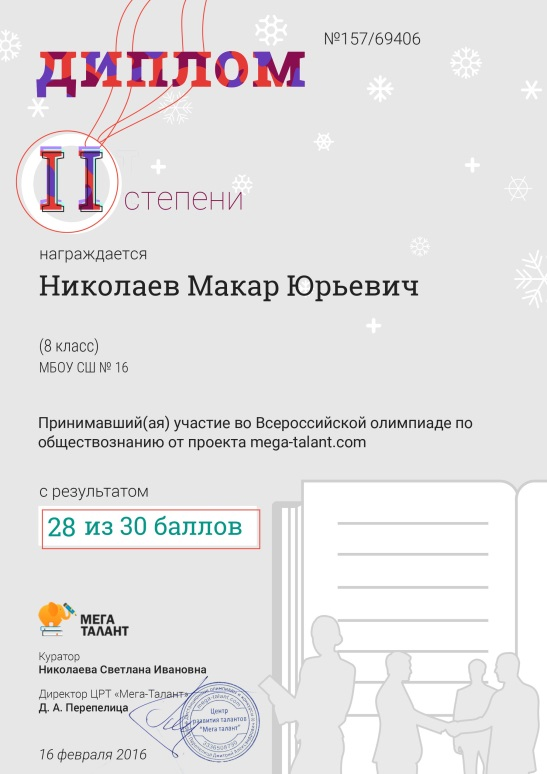 №157/69406
диплом
II
степени
награждается
Николаев Макар Юрьевич
(8 класс)
МБОУ СШ № 16
Принимавший(ая) участие во Всероссийской олимпиаде по
обществознанию от проекта mega-talant.com
с результатом
28 из 30 баллов
МЕГА
ТАЛАНТ
Куратор
Николаева Светлана Ивановна
Директор ЦРТ «Мега-Талант»
Д. А. Перепелица
Центр
развития талантов
"Мега талант"
16 февраля 2016